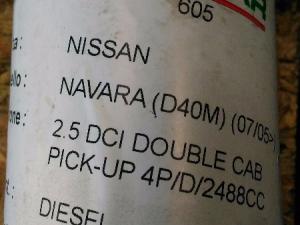 605
: NISSAN
NAVARA (D40M) (07/05>
2.5 DCI DOUBLE CAB
PICK-UP 4P/D/2488CC
DIESEL